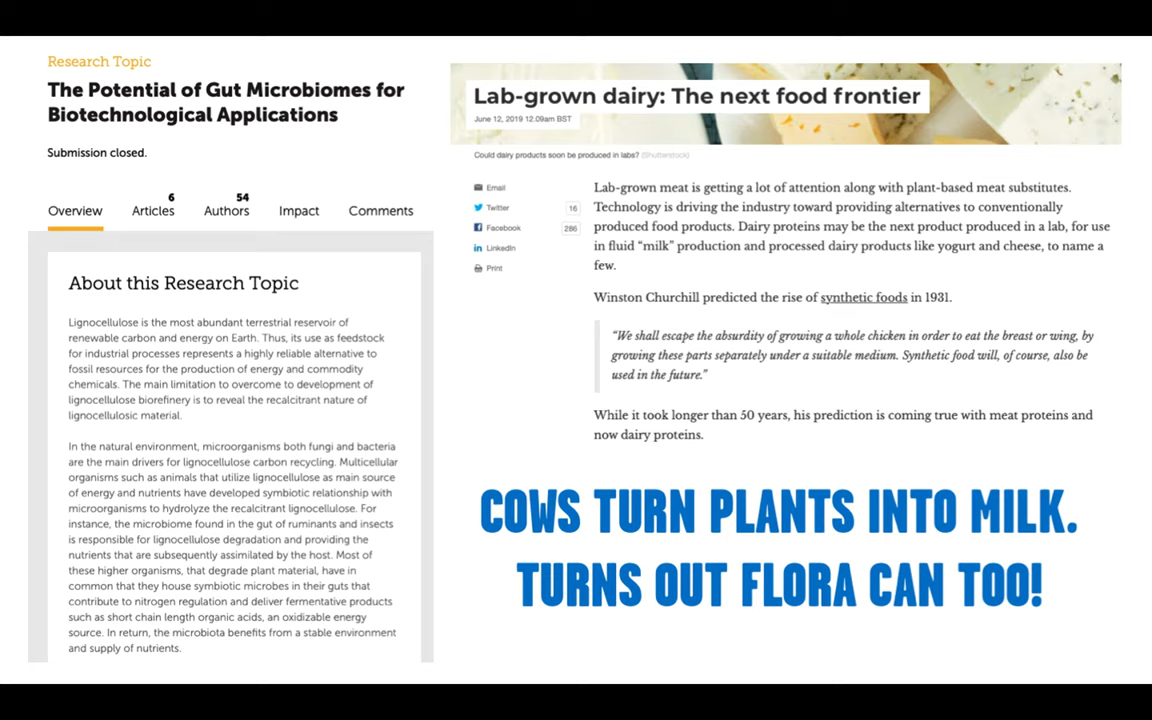 Research Topic
The Potential of Gut Microbiomes for
Biotechnological Applications
Submission closed.
6
54
Overview
Articles
Authors
Impact
Comments
About this Research Topic
Lignocellulose is the most abundant terrestrial reservoir of
renewable carbon and energy on Earth. Thus, its use as feedstock
for industrial processes represents a highly reliable alternative to
fossil resources for the production of energy and commodity
chemicals. The main limitation to overcome to development of
lignocellulose biorefinery is to reveal the recalcitrant nature of
lignocellulosic material.
In the natural environment, microorganisms both fungi and bacteria
are the main drivers for lignocellulose carbon recycling. Multicellular
organisms such as animals that utilize lignocellulose as main source
of energy and nutrients have developed symbiotic relationship with
microorganisms to hydrolyze the recalcitrant lignocellulose. For
instance, the microbiome found in the gut of ruminants and insects
is responsible for lignocellulose degradation and providing the
nutrients that are subsequently assimilated by the host. Most of
these higher organisms, that degrade plant material, have in
common that they house symbiotic microbes in their guts that
contribute to nitrogen regulation and deliver fermentative products
such as short chain length organic acids, an oxidizable energy
source. In return, the microbiota benefits from a stable environment
and supply of nutrients.
Lab-grown dairy: The next food frontier
June 12, 2019 12.09am BST
Could dairy products soon be produced in labs? (Shutterstock)
Email
Twitter
16
Facebook
286
LinkedIn
Print
Lab-grown meat is getting a lot of attention along with plant-based meat substitutes.
Technology is driving the industry toward providing alternatives to conventionally
produced food products. Dairy proteins may be the next product produced in a lab, for use
in fluid “milk” production and processed dairy products like yogurt and cheese, to name a
few.
Winston Churchill predicted the rise of synthetic foods in 1931.
“We shall escape the absurdity of growing a whole chicken in order to eat the breast or wing, by
growing these parts separately under a suitable medium. Synthetic food will, of course, also be
used in the future.”
While it took longer than 50 years, his prediction is coming true with meat proteins and
now dairy proteins.
COWS TURN PLANTS INTO MILK.
TURNS OUT FLORA CAN TOO!